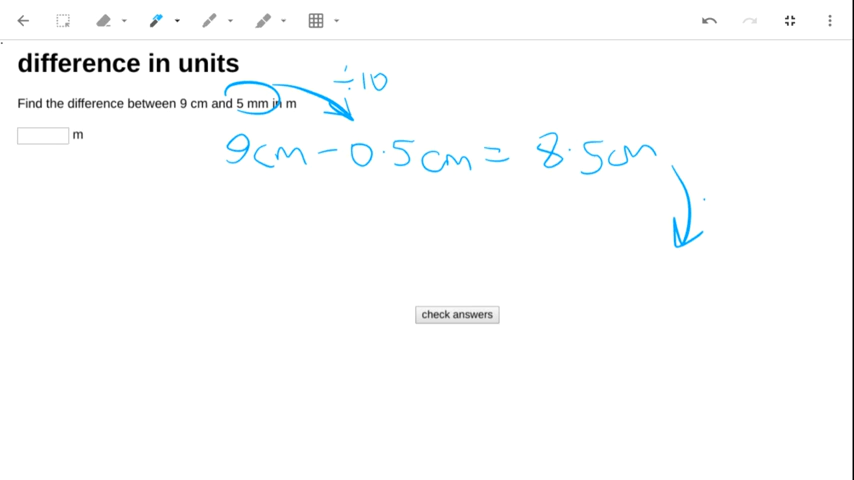 difference in units
÷10
Find the difference between 9 cm and 5 mm in m
m
9cm - 0.5cm = 8.5cm
check answers